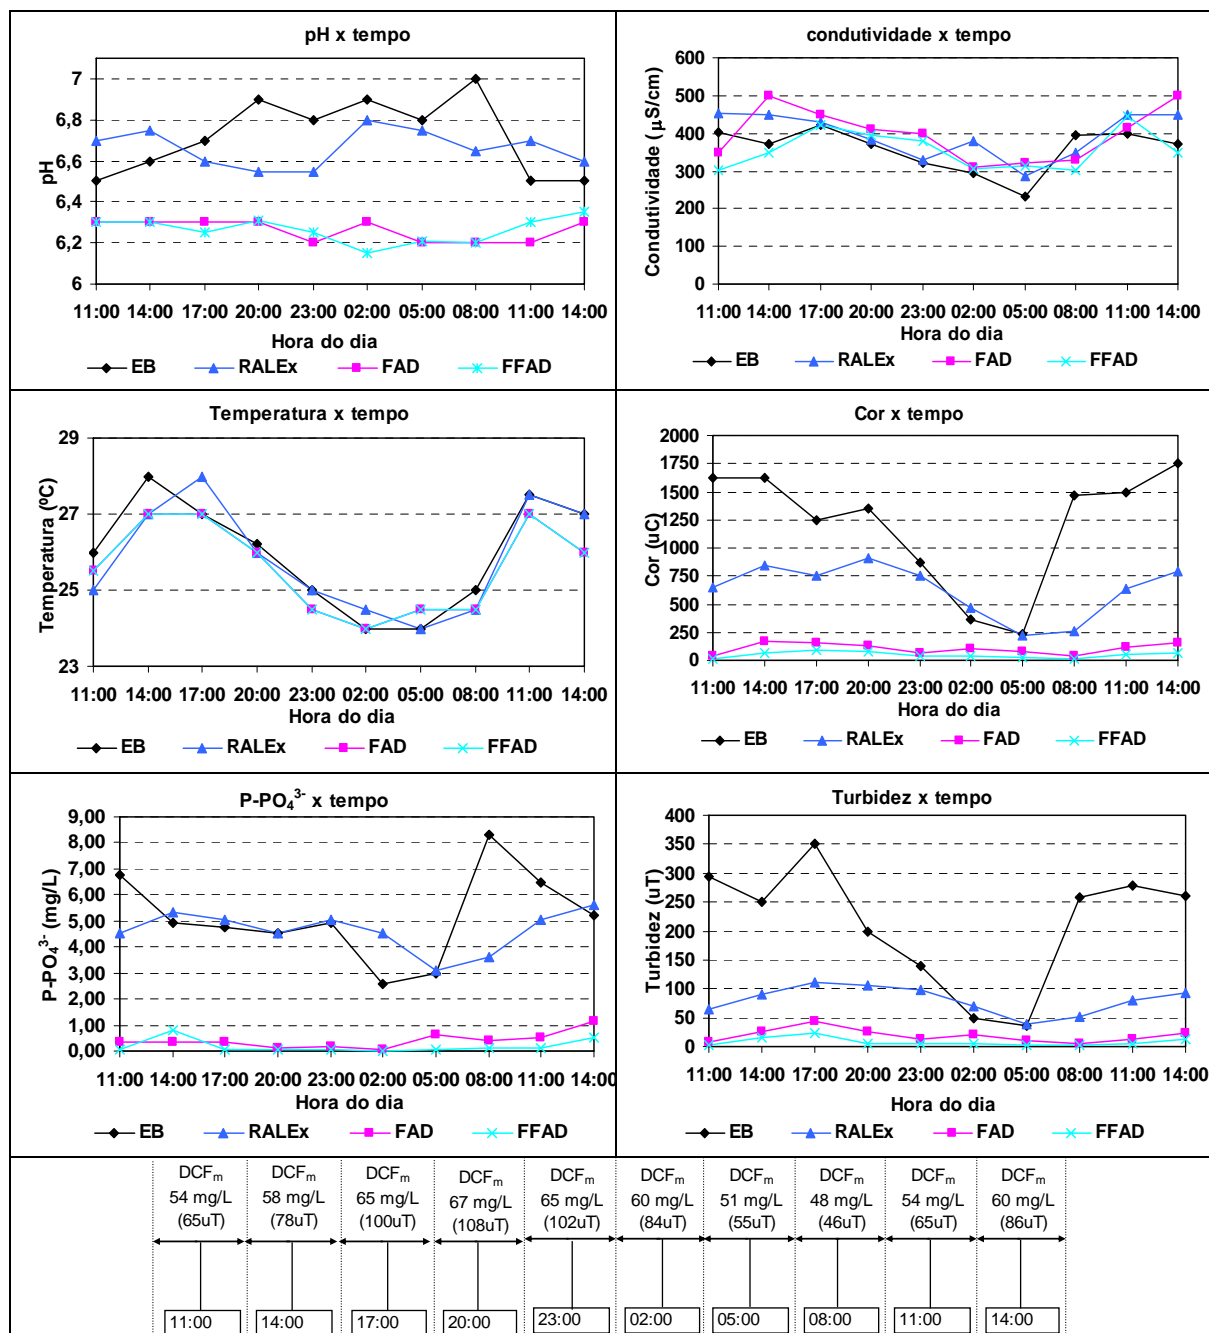 pH x tempo
7
6,8
6,6
6,4
6,2
6
pH
11:00 14:00 17:00 20:00 23:00 02:00 05:00 08:00 11:00 14:00
Hora do dia
EB RALEx FAD FFAD
condutividade x tempo
600
500
400
300
200
100
0
Condutividade (µS/cm)
11:00 14:00 17:00 20:00 23:00 02:00 05:00 08:00 11:00 14:00
Hora do dia
EB RALEx FAD FFAD
Temperatura x tempo
29
27
25
23
Temperatura (ºC)
11:00 14:00 17:00 20:00 23:00 02:00 05:00 08:00 11:00 14:00
Hora do dia
EB RALEx FAD FFAD
Cor x tempo
2000
1750
1500
1250
1000
750
500
250
0
Cor (uC)
11:00 14:00 17:00 20:00 23:00 02:00 05:00 08:00 11:00 14:00
Hora do dia
EB RALEx FAD FFAD
P-PO₄³⁻ x tempo
9,00
8,00
7,00
6,00
5,00
4,00
3,00
2,00
1,00
0,00
P-PO₄³⁻ (mg/L)
11:00 14:00 17:00 20:00 23:00 02:00 05:00 08:00 11:00 14:00
Hora do dia
EB RALEx FAD FFAD
Turbidez x tempo
400
350
300
250
200
150
100
50
0
Turbidez (uT)
11:00 14:00 17:00 20:00 23:00 02:00 05:00 08:00 11:00 14:00
Hora do dia
EB RALEx FAD FFAD
DCFₘ DCFₘ DCFₘ DCFₘ DCFₘ DCFₘ DCFₘ DCFₘ DCFₘ DCFₘ
54 mg/L 58 mg/L 65 mg/L 67 mg/L 65 mg/L 60 mg/L 51 mg/L 48 mg/L 54 mg/L 60 mg/L
(65uT) (78uT) (100uT) (108uT) (102uT) (84uT) (55uT) (46uT) (65uT) (86uT)
11:00 14:00 17:00 20:00 23:00 02:00 05:00 08:00 11:00 14:00